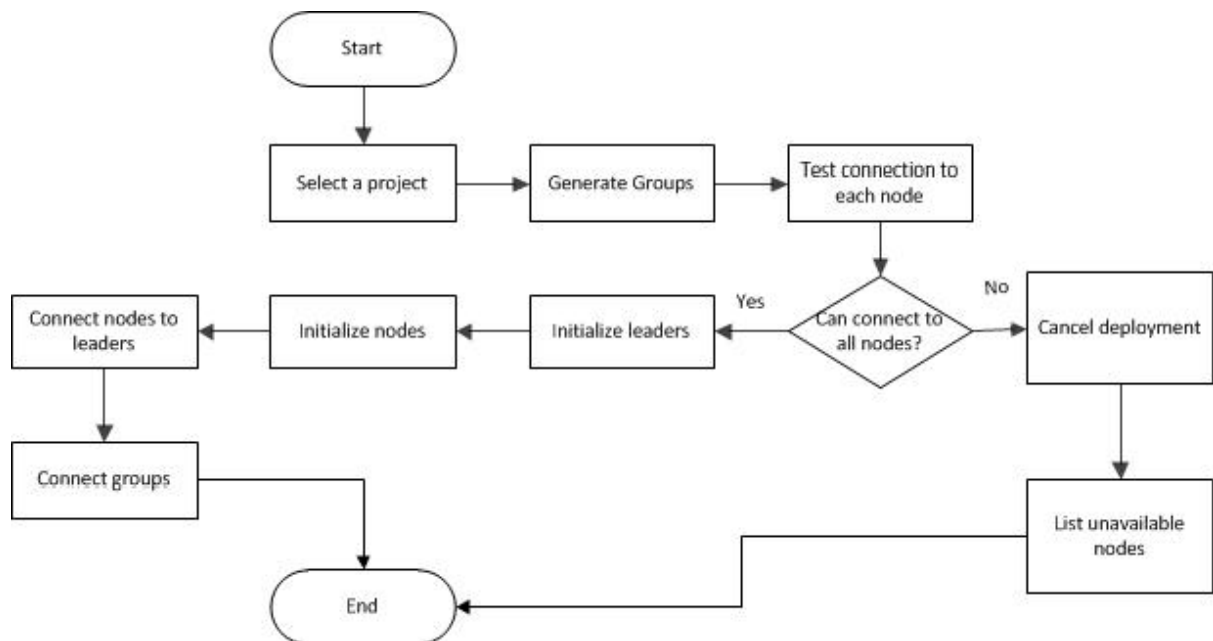 Start
Select a project
Generate Groups
Test connection to
each node
Yes
No
Connect nodes to
leaders
Initialize nodes
Initialize leaders
Can connect to
all nodes?
Cancel deployment
Connect groups
List unavailable
nodes
End